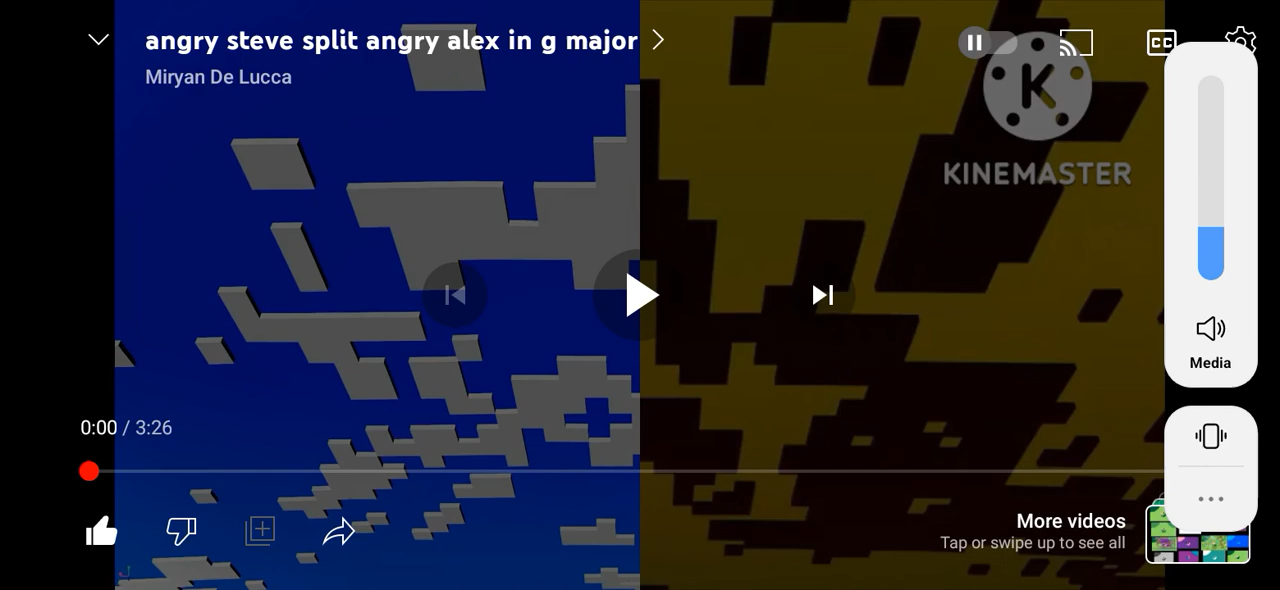 angry steve split angry alex in g major
Miryan De Lucca
CC
K
KINEMASTER
Media
0:00 / 3:26
More videos
Tap or swipe up to see all